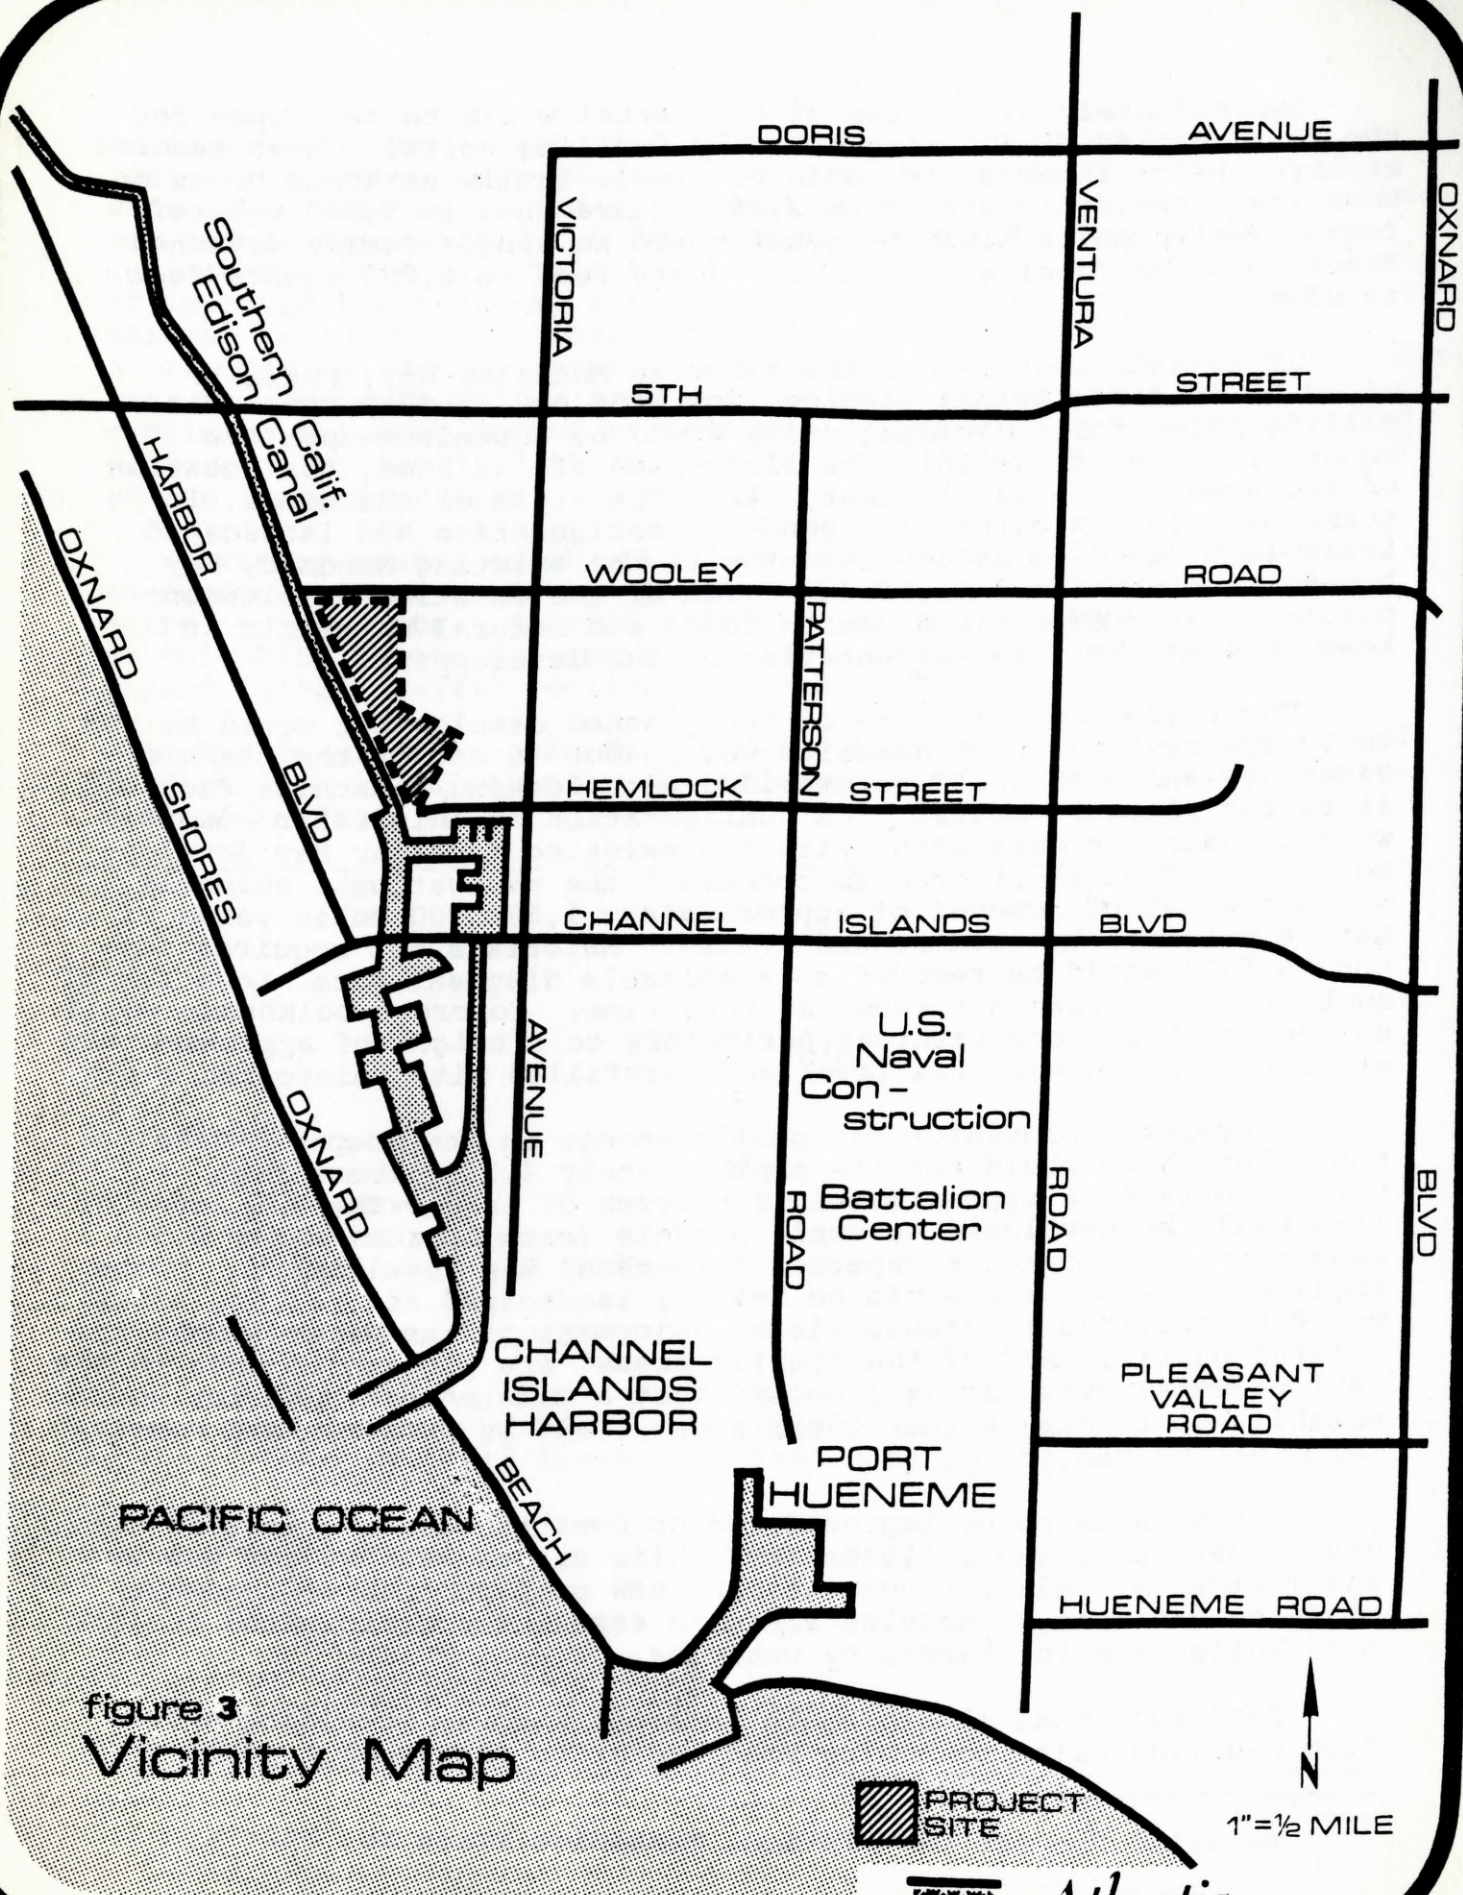 DORIS AVENUE
VICTORIA
VENTURA
OXNARD
Southern Calif.
Edison Canal
5TH STREET
HARBOR
OXNARD
WOOLEY ROAD
PATTERSON
BLVD
HEMLOCK STREET
SHORES
CHANNEL ISLANDS BLVD
AVENUE
U.S.
Naval
Con-
struction
Battalion
Center
OXNARD
ROAD
ROAD
BLVD
CHANNEL
ISLANDS
HARBOR
PLEASANT
VALLEY
ROAD
BEACH
PORT
HUENEME
PACIFIC OCEAN
HUENEME ROAD
figure 3
Vicinity Map
N
PROJECT
SITE
1"=½ MILE
Atlantis